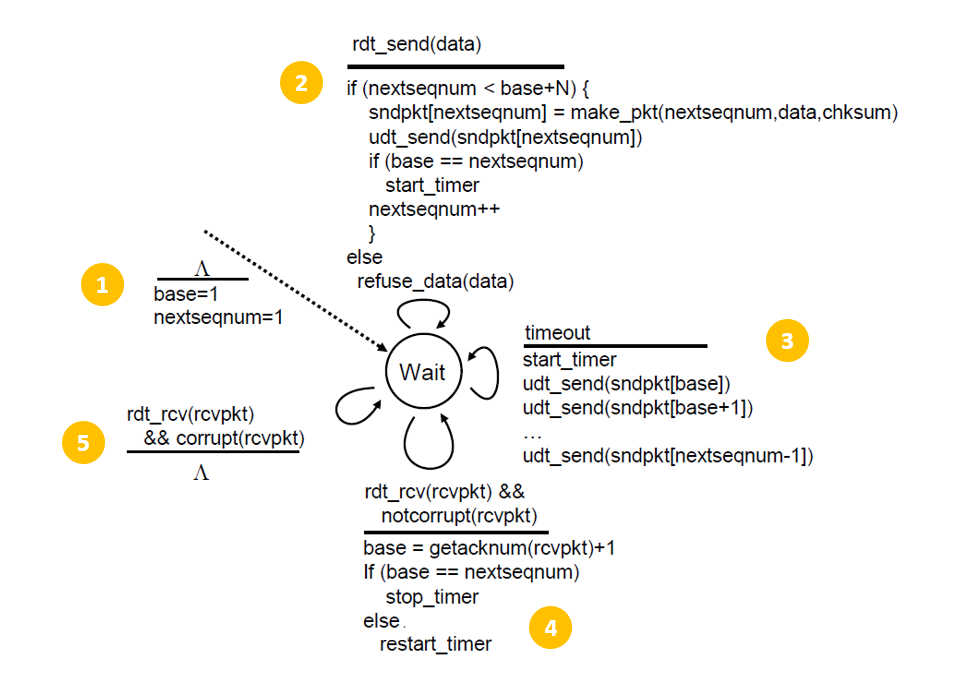 rdt_send(data)
2
if (nextseqnum < base+N) {
sndpkt[nextseqnum] = make_pkt(nextseqnum,data,chksum)
udt_send(sndpkt[nextseqnum])
if (base == nextseqnum)
start_timer
nextseqnum++
}
else
refuse_data(data)
1
Λ
base=1
nextseqnum=1
Wait
timeout
3
start_timer
udt_send(sndpkt[base])
udt_send(sndpkt[base+1])
...
udt_send(sndpkt[nextseqnum-1])
5
rdt_rcv(rcvpkt)
&& corrupt(rcvpkt)
Λ
rdt_rcv(rcvpkt) &&
notcorrupt(rcvpkt)
base = getacknum(rcvpkt)+1
If (base == nextseqnum)
stop_timer
else.
restart_timer
4